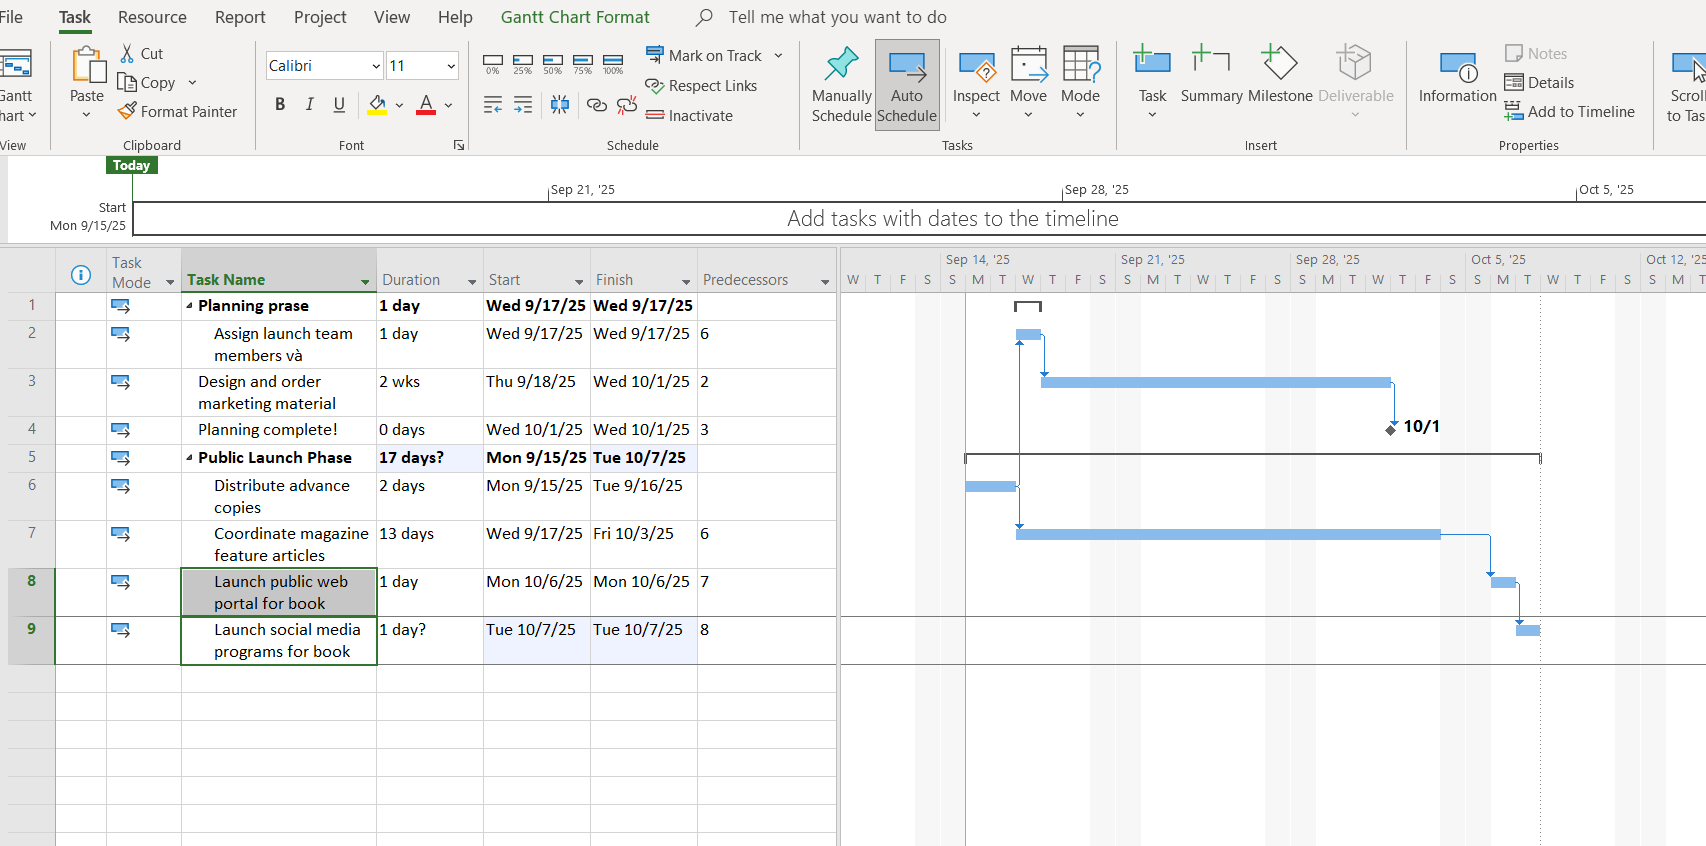 File Task Resource Report Project View Help Gantt Chart Format Tell me what you want to do
Gantt
Chart
View
Paste
Cut
Copy
Format Painter
Clipboard
Calibri 11
B I U A
Font
0% 25% 50% 75% 100%
Mark on Track
Respect Links
Inactivate
Schedule
Manually
Schedule
Auto
Schedule
Inspect
Move
Mode
Tasks
Task
Summary
Milestone
Deliverable
Insert
Information
Notes
Details
Add to Timeline
Properties
Scroll
to Task
Today
Sep 21, '25 Sep 28, '25 Oct 5, '25
Start
Mon 9/15/25
Add tasks with dates to the timeline
Task
Mode
Task Name Duration Start Finish Predecessors
Sep 14, '25 Sep 21, '25 Sep 28, '25 Oct 5, '25 Oct 12, '25
W T F S S M T W T F S S M T W T F S S M T W T F S S M T W T F S S M T
1 Planning prase 1 day Wed 9/17/25 Wed 9/17/25
2 Assign launch team 1 day Wed 9/17/25 Wed 9/17/25 6
members và
3 Design and order 2 wks Thu 9/18/25 Wed 10/1/25 2
marketing material
4 Planning complete! 0 days Wed 10/1/25 Wed 10/1/25 3
10/1
5 Public Launch Phase 17 days? Mon 9/15/25 Tue 10/7/25
6 Distribute advance 2 days Mon 9/15/25 Tue 9/16/25
copies
7 Coordinate magazine 13 days Wed 9/17/25 Fri 10/3/25 6
feature articles
8 Launch public web 1 day Mon 10/6/25 Mon 10/6/25 7
portal for book
9 Launch social media 1 day? Tue 10/7/25 Tue 10/7/25 8
programs for book